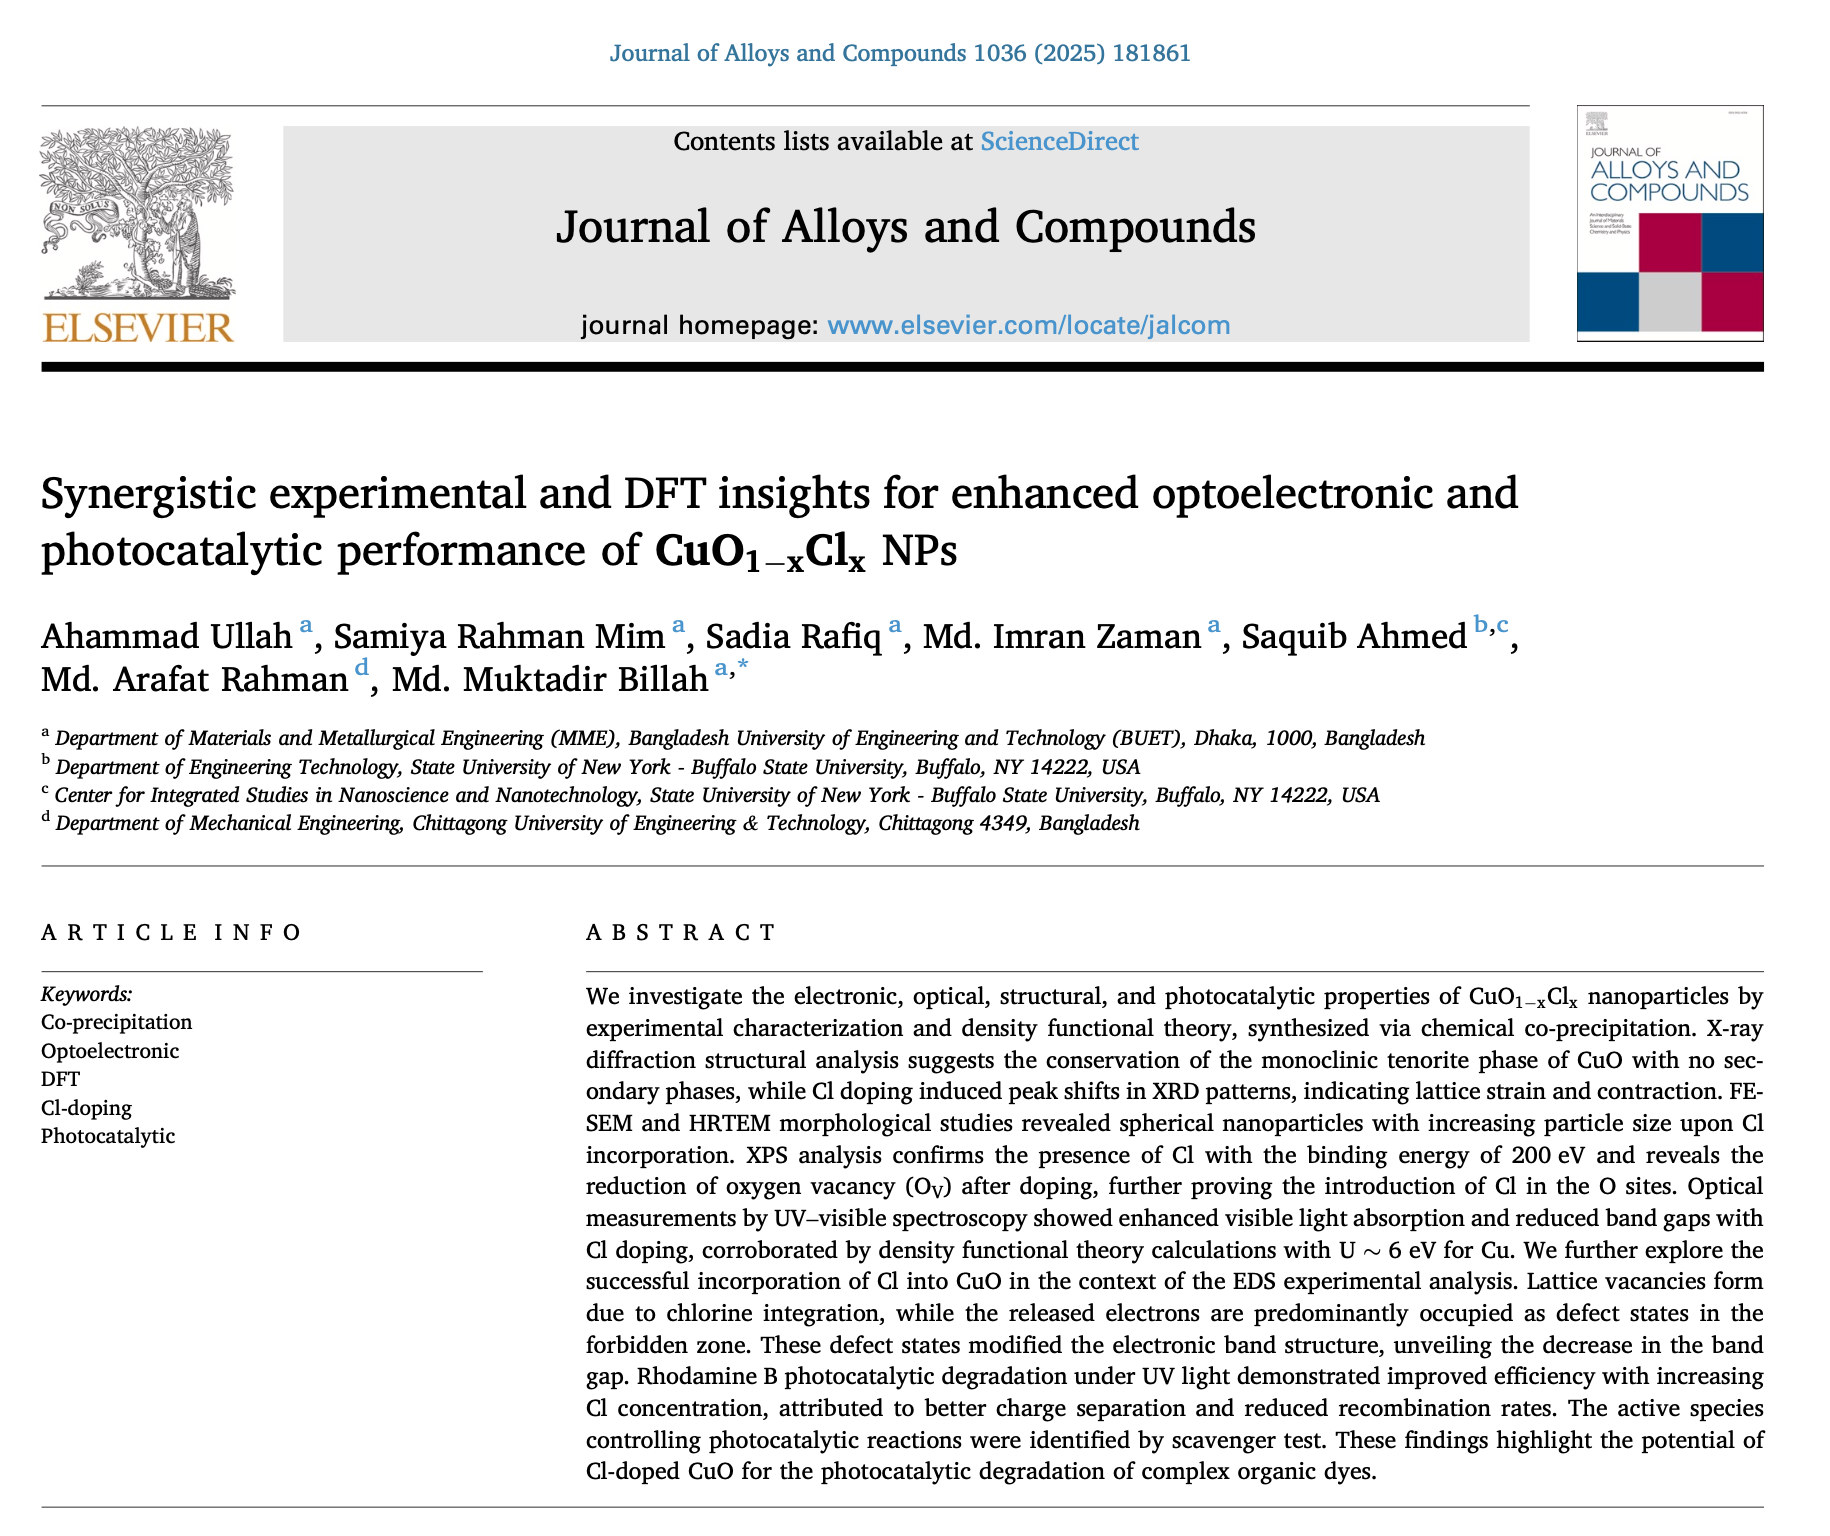 Journal of Alloys and Compounds 1036 (2025) 181861
NON SOLUS
ELSEVIER
Contents lists available at ScienceDirect
Journal of Alloys and Compounds
journal homepage: www.elsevier.com/locate/jalcom
ELSEVIER
JOURNAL OF
ALLOYS AND
COMPOUNDS
An Interdisciplinary
Journal of Materials
Science and Solid-State
Chemistry and Physics
Synergistic experimental and DFT insights for enhanced optoelectronic and
photocatalytic performance of CuO₁₋ₓClₓ NPs
Ahammad Ullah ᵃ, Samiya Rahman Mim ᵃ, Sadia Rafiq ᵃ, Md. Imran Zaman ᵃ, Saquib Ahmed ᵇ,ᶜ,
Md. Arafat Rahman ᵈ, Md. Muktadir Billah ᵃ,*
ᵃ Department of Materials and Metallurgical Engineering (MME), Bangladesh University of Engineering and Technology (BUET), Dhaka, 1000, Bangladesh
ᵇ Department of Engineering Technology, State University of New York - Buffalo State University, Buffalo, NY 14222, USA
ᶜ Center for Integrated Studies in Nanoscience and Nanotechnology, State University of New York - Buffalo State University, Buffalo, NY 14222, USA
ᵈ Department of Mechanical Engineering, Chittagong University of Engineering & Technology, Chittagong 4349, Bangladesh
ARTICLE INFO
Keywords:
Co-precipitation
Optoelectronic
DFT
Cl-doping
Photocatalytic
ABSTRACT
We investigate the electronic, optical, structural, and photocatalytic properties of CuO₁₋ₓClₓ nanoparticles by
experimental characterization and density functional theory, synthesized via chemical co-precipitation. X-ray
diffraction structural analysis suggests the conservation of the monoclinic tenorite phase of CuO with no sec-
ondary phases, while Cl doping induced peak shifts in XRD patterns, indicating lattice strain and contraction. FE-
SEM and HRTEM morphological studies revealed spherical nanoparticles with increasing particle size upon Cl
incorporation. XPS analysis confirms the presence of Cl with the binding energy of 200 eV and reveals the
reduction of oxygen vacancy (O_V) after doping, further proving the introduction of Cl in the O sites. Optical
measurements by UV–visible spectroscopy showed enhanced visible light absorption and reduced band gaps with
Cl doping, corroborated by density functional theory calculations with U ∼ 6 eV for Cu. We further explore the
successful incorporation of Cl into CuO in the context of the EDS experimental analysis. Lattice vacancies form
due to chlorine integration, while the released electrons are predominantly occupied as defect states in the
forbidden zone. These defect states modified the electronic band structure, unveiling the decrease in the band
gap. Rhodamine B photocatalytic degradation under UV light demonstrated improved efficiency with increasing
Cl concentration, attributed to better charge separation and reduced recombination rates. The active species
controlling photocatalytic reactions were identified by scavenger test. These findings highlight the potential of
Cl-doped CuO for the photocatalytic degradation of complex organic dyes.